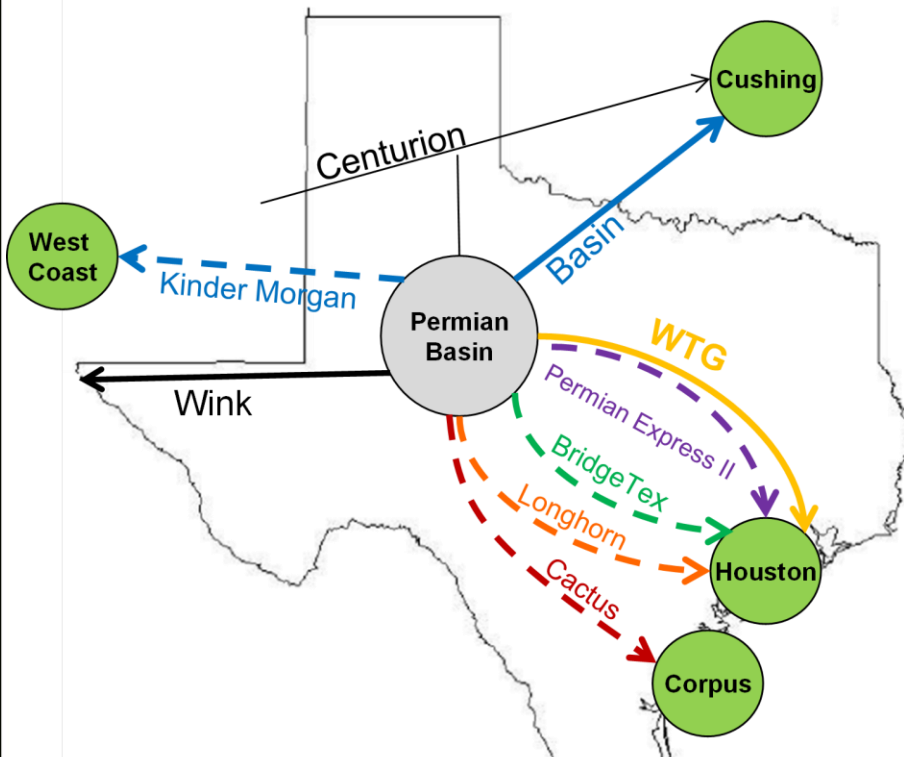 Cushing
Centurion
West
Coast
Basin
Kinder Morgan
Permian
Basin
WTG
Wink
Permian Express II
BridgeTex
Longhorn
Houston
Cactus
Corpus